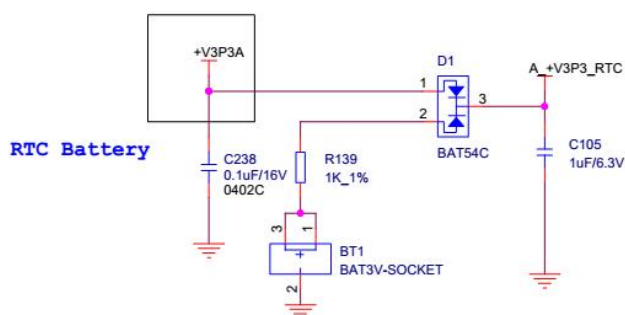 +V3P3A
D1
A_+V3P3_RTC
1
2
3
BAT54C
RTC Battery
C238
0.1uF/16V
0402C
R139
1K_1%
C105
1uF/6.3V
3
1
+
BT1
BAT3V-SOCKET
2